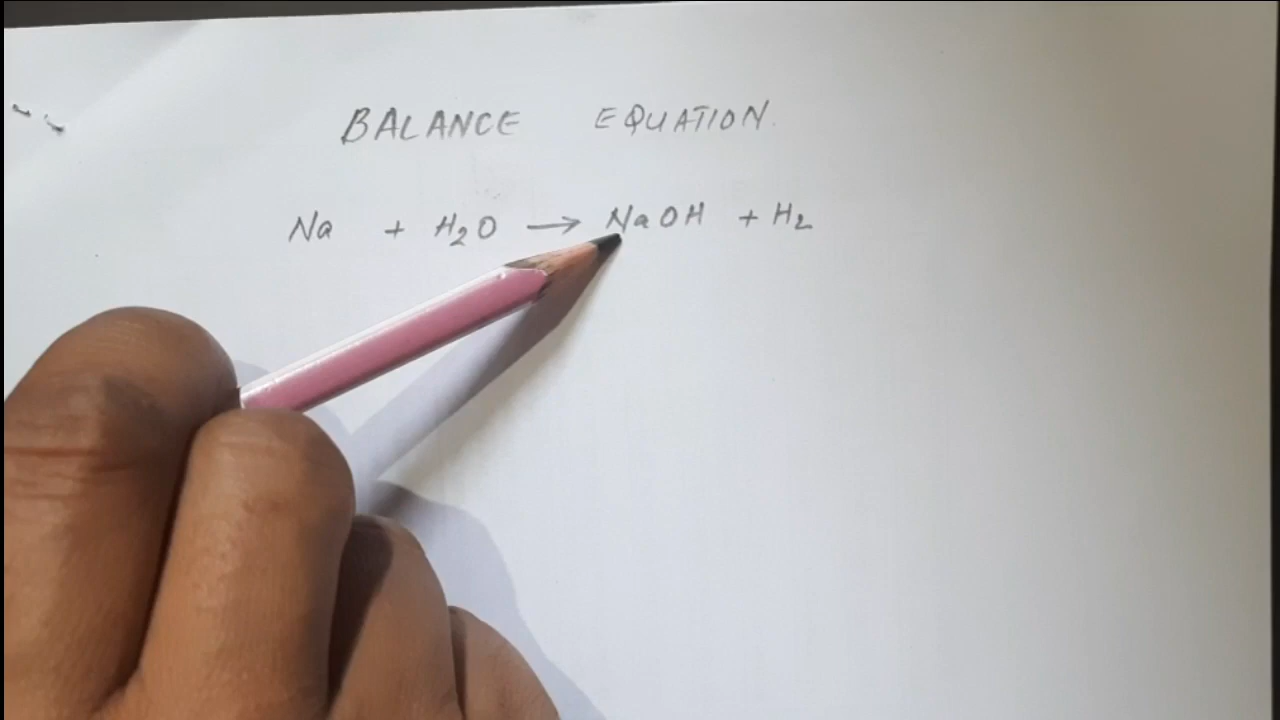 BALANCE EQUATION.
Na + H₂O → NaOH + H₂